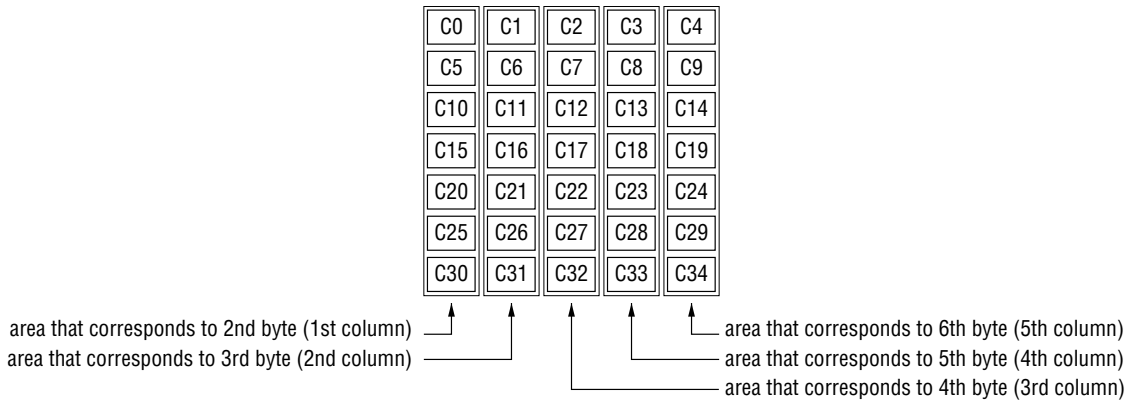 C0 C1 C2 C3 C4
C5 C6 C7 C8 C9
C10 C11 C12 C13 C14
C15 C16 C17 C18 C19
C20 C21 C22 C23 C24
C25 C26 C27 C28 C29
C30 C31 C32 C33 C34
area that corresponds to 2nd byte (1st column)
area that corresponds to 3rd byte (2nd column)
area that corresponds to 6th byte (5th column)
area that corresponds to 5th byte (4th column)
area that corresponds to 4th byte (3rd column)